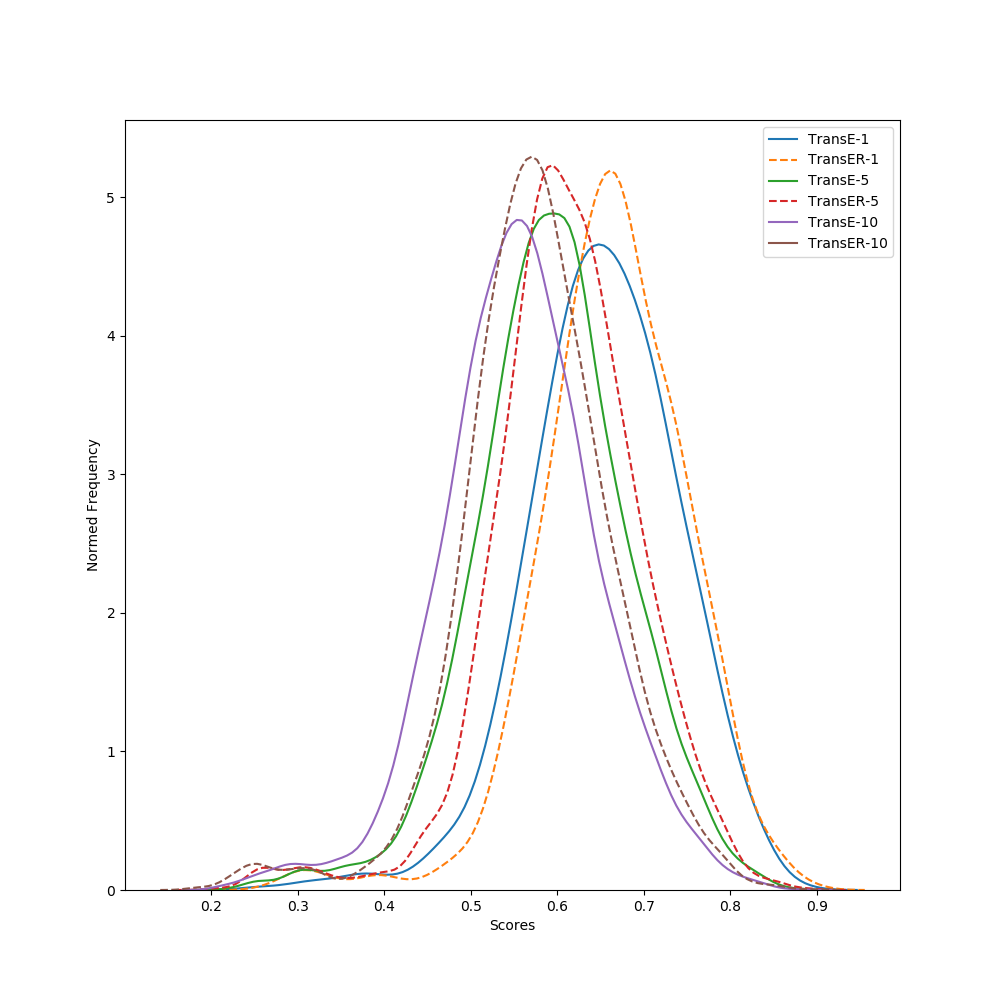 TransE-1
TransER-1
TransE-5
TransER-5
TransE-10
TransER-10
Normed Frequency
5
4
3
2
1
0
0.2 0.3 0.4 0.5 0.6 0.7 0.8 0.9
Scores